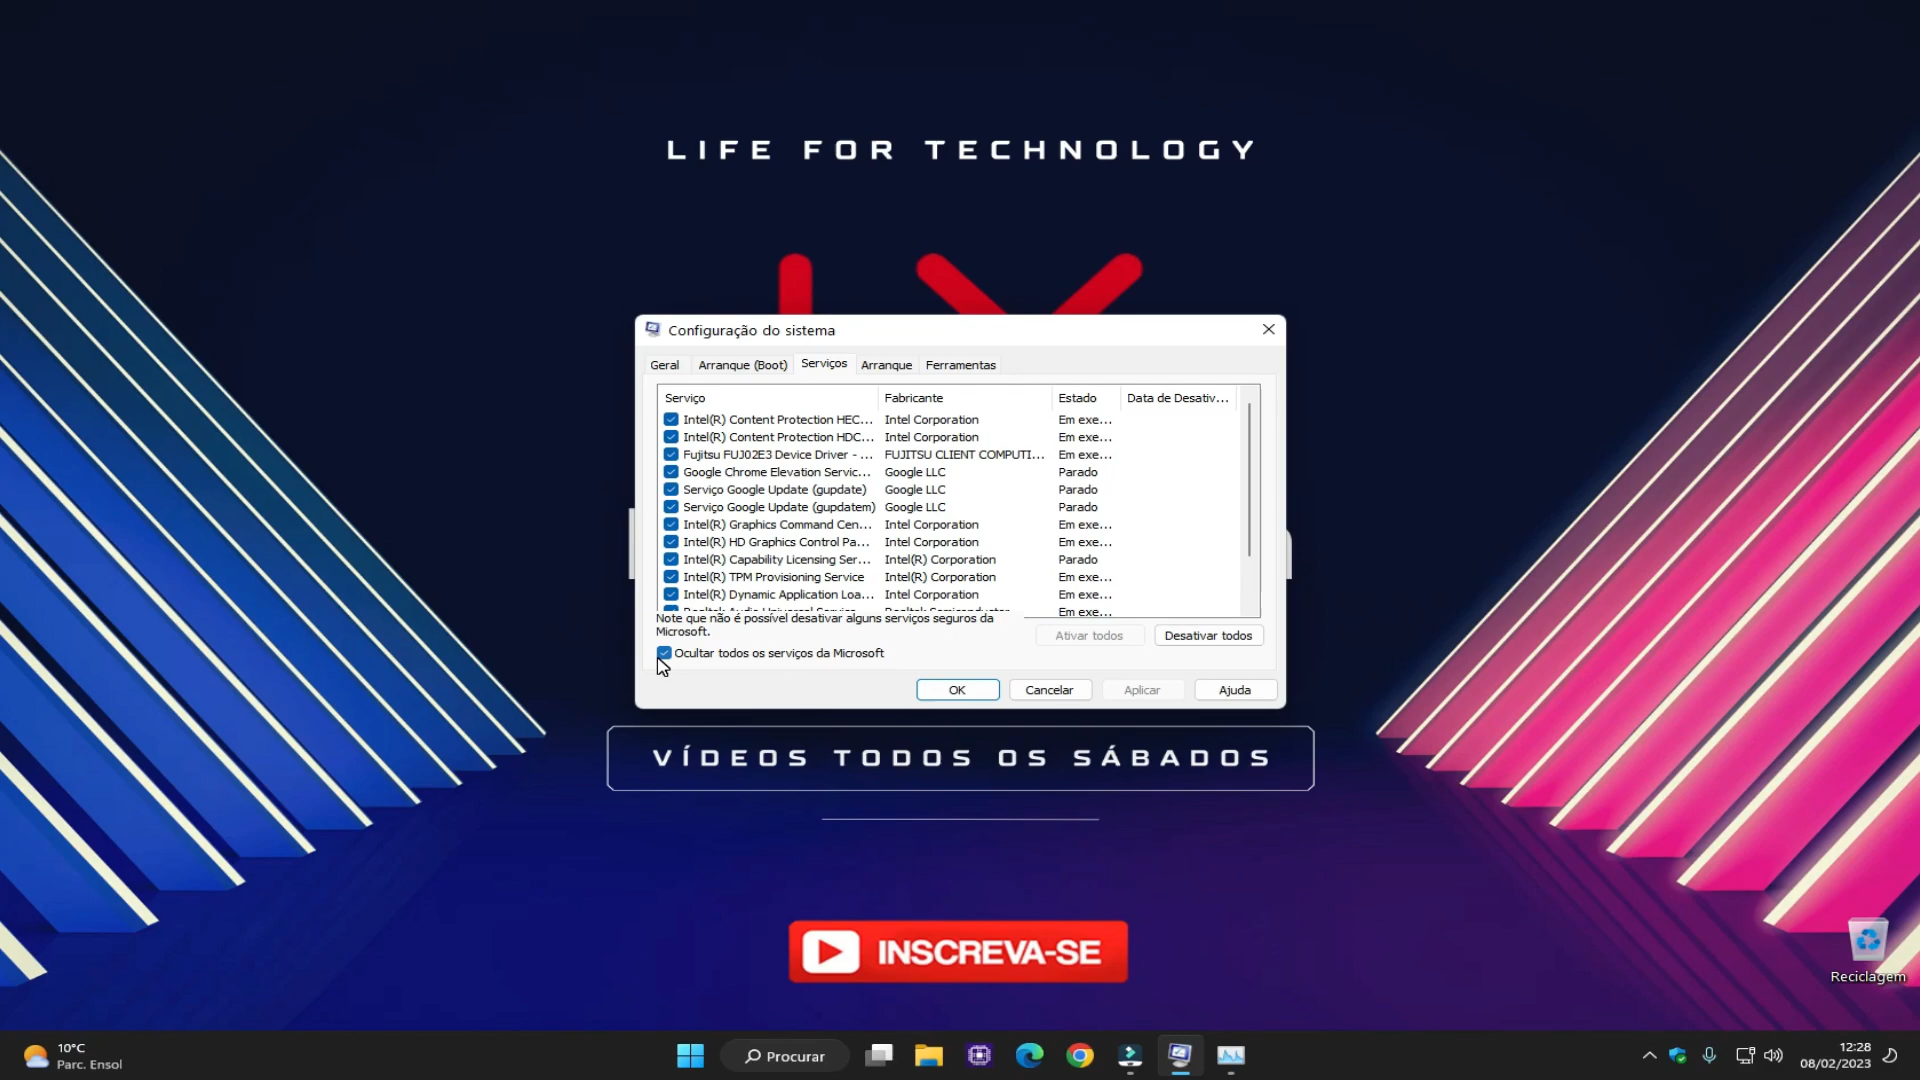 LIFE FOR TECHNOLOGY
Configuração do sistema
Geral Arranque (Boot) Serviços Arranque Ferramentas
Serviço Fabricante Estado Data de Desativ...
Intel(R) Content Protection HEC... Intel Corporation Em exe...
Intel(R) Content Protection HDC... Intel Corporation Em exe...
Fujitsu FUJ02E3 Device Driver - ... FUJITSU CLIENT COMPUTI... Em exe...
Google Chrome Elevation Servic... Google LLC Parado
Serviço Google Update (gupdate) Google LLC Parado
Serviço Google Update (gupdatem) Google LLC Parado
Intel(R) Graphics Command Cen... Intel Corporation Em exe...
Intel(R) HD Graphics Control Pa... Intel Corporation Em exe...
Intel(R) Capability Licensing Ser... Intel(R) Corporation Parado
Intel(R) TPM Provisioning Service Intel(R) Corporation Em exe...
Intel(R) Dynamic Application Loa... Intel Corporation Em exe...
Realtek Audio Universal Service Realtek Semiconductor Em exe...
Note que não é possível desativar alguns serviços seguros da
Microsoft.
Ativar todos Desativar todos
Ocultar todos os serviços da Microsoft
OK Cancelar Aplicar Ajuda
VÍDEOS TODOS OS SÁBADOS
INSCREVA-SE
Reciclagem
10°C
Parc. Ensol
Procurar
12:28
08/02/2023